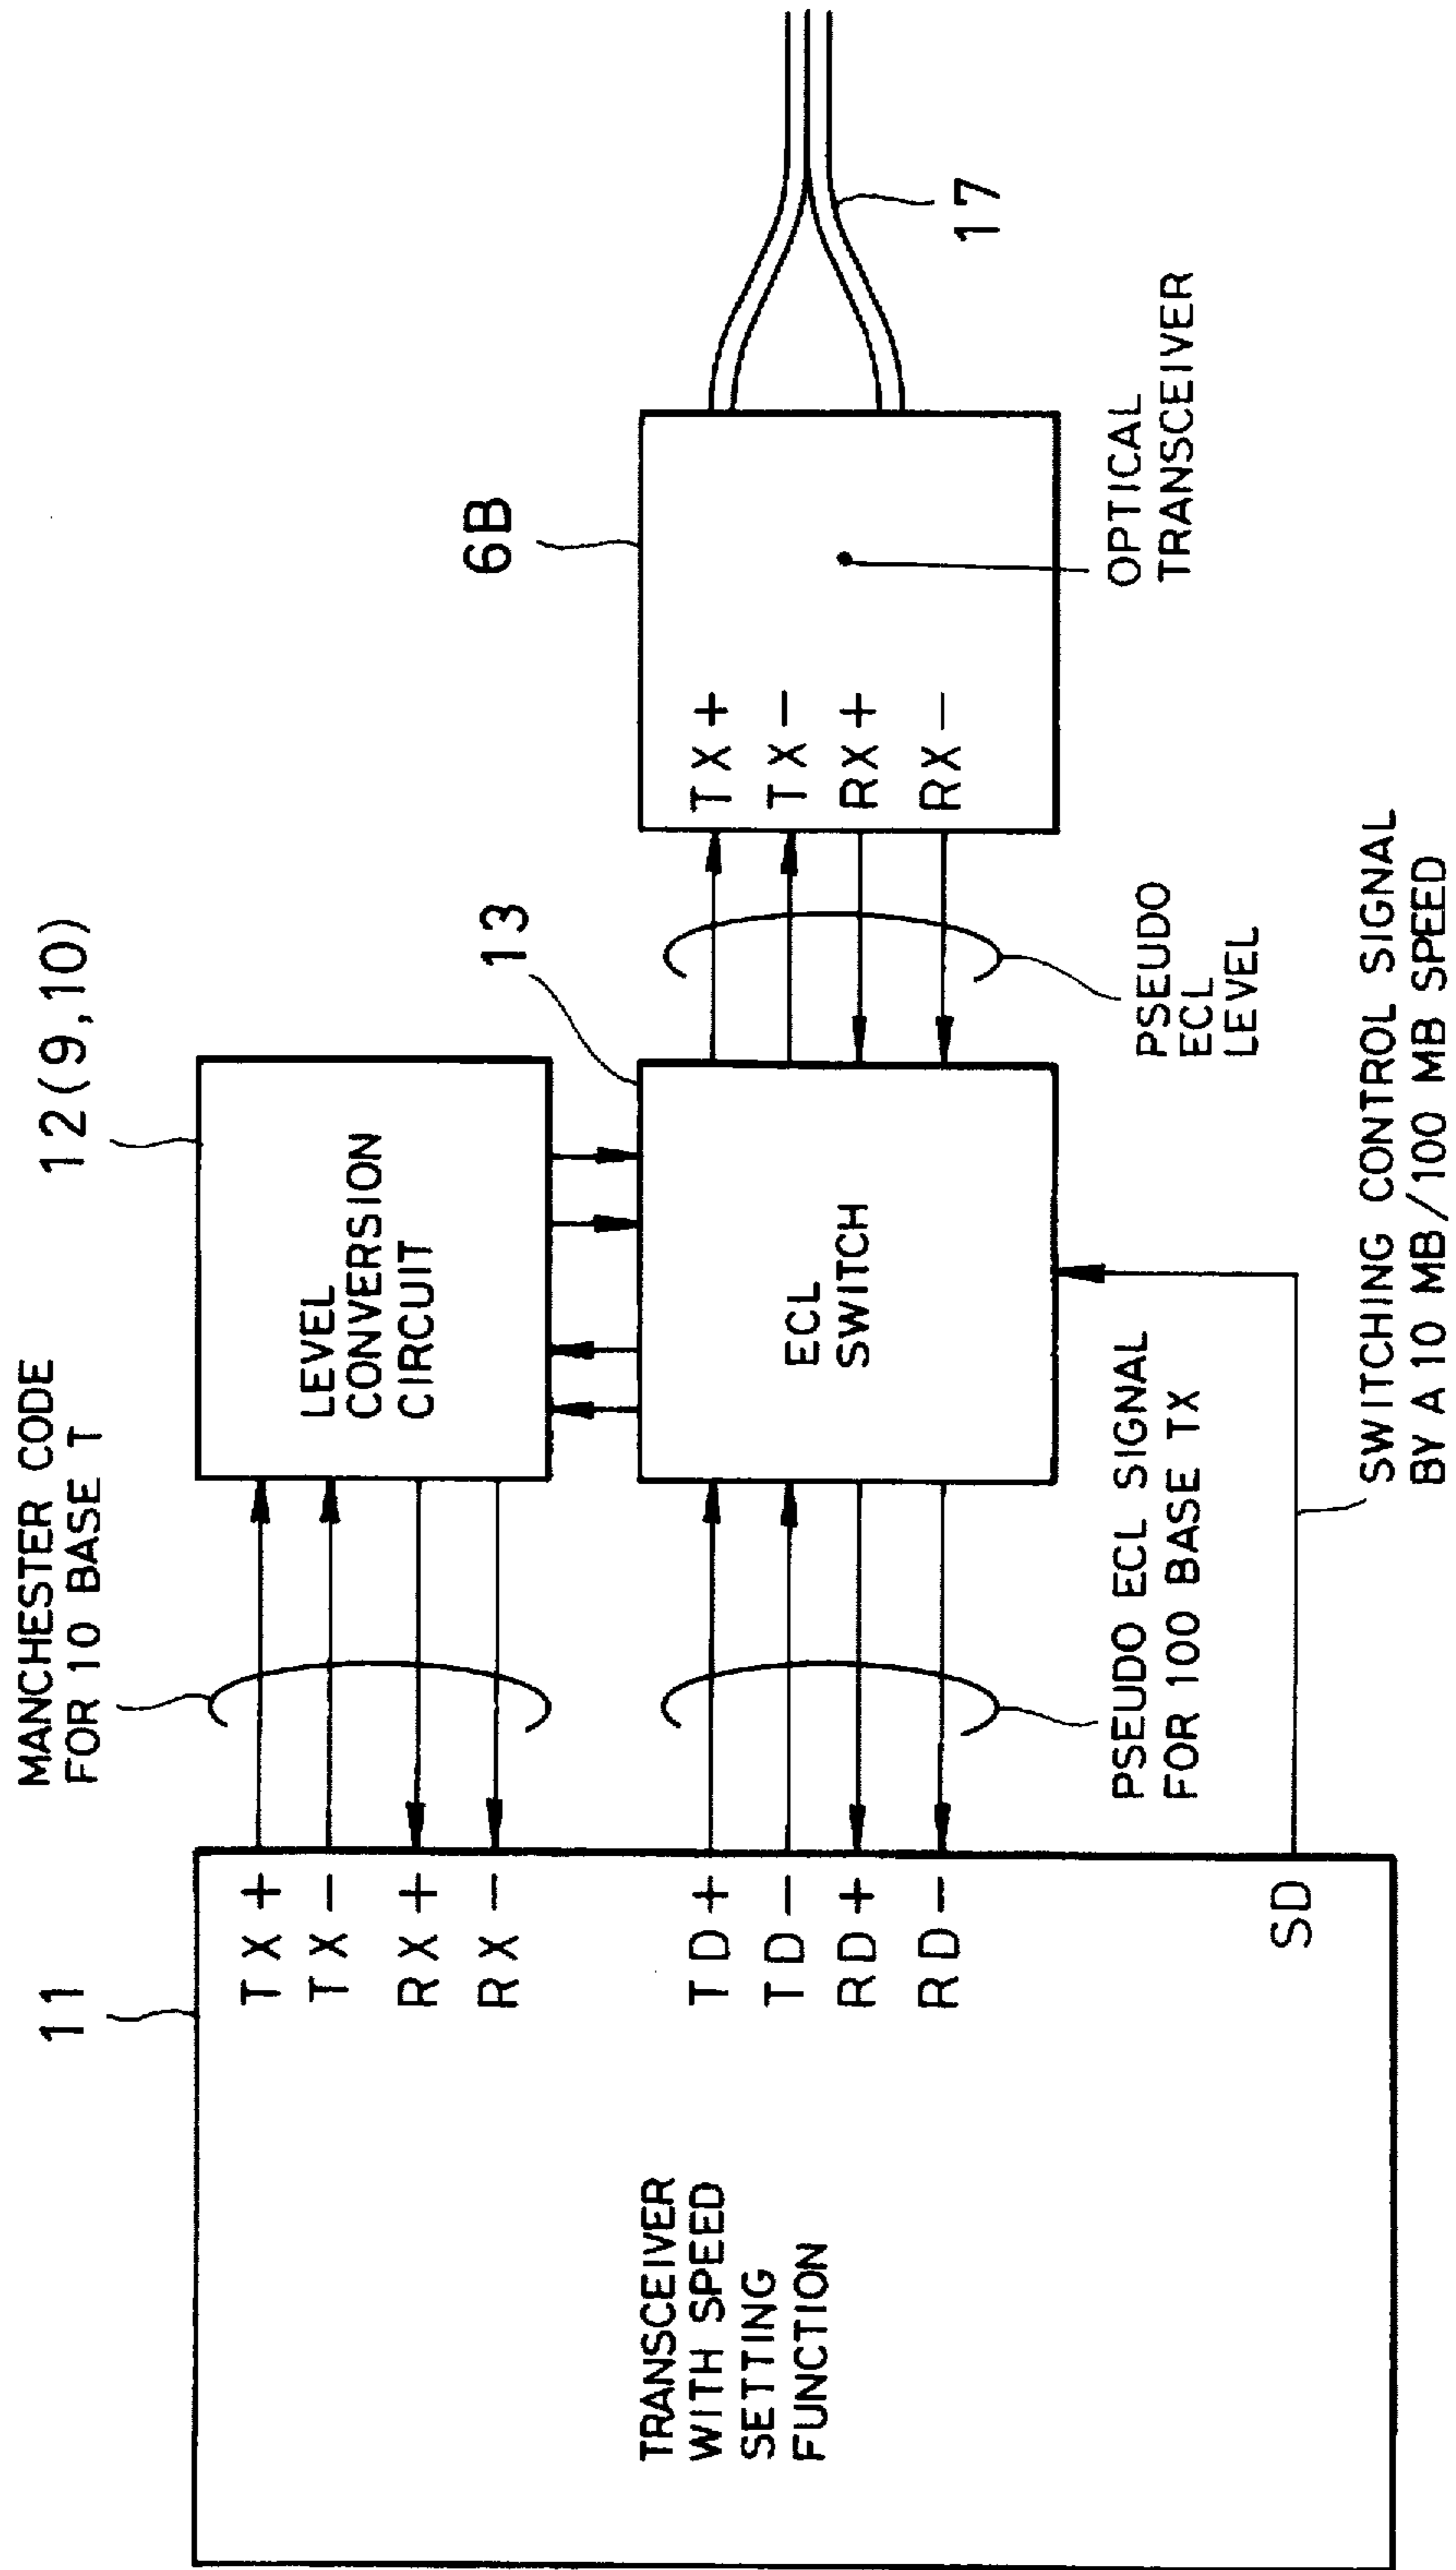 MANCHESTER CODE
FOR 10 BASE T
12(9,10)
11
TX+
TX-
RX+
RX-
LEVEL
CONVERSION
CIRCUIT
13
6B
TRANSCEIVER
WITH SPEED
SETTING
FUNCTION
TD+
TD-
RD+
RD-
ECL
SWITCH
TX+
TX-
RX+
RX-
17
PSEUDO ECL SIGNAL
FOR 100 BASE TX
PSEUDO
ECL
LEVEL
OPTICAL
TRANSCEIVER
SD
SWITCHING CONTROL SIGNAL
BY A 10 MB/100 MB SPEED